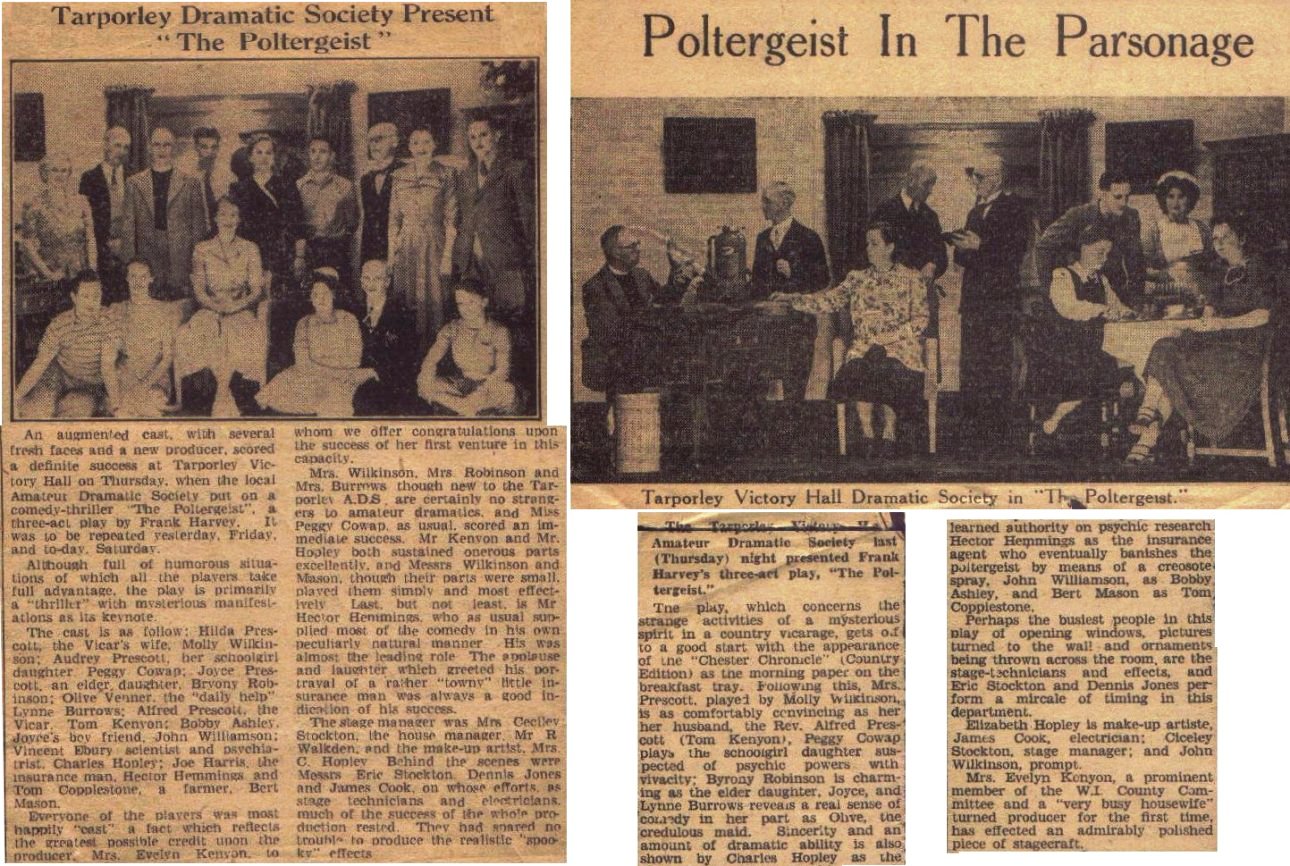 Tarporley Dramatic Society Present
“ The Poltergeist ”
An augmented cast, with several
fresh faces and a new producer, scored
a definite success at Tarporley Vic-
tory Hall on Thursday, when the local
Amateur Dramatic Society put on a
comedy-thriller "The Poltergeist", a
three-act play by Frank Harvey. It
was to be repeated yesterday, Friday,
and to-day, Saturday.
Although full of humorous situa-
tions of which all the players take
full advantage, the play is primarily
a "thriller" with mysterious manifest-
ations as its keynote.
The cast is as follow: Hilda Pres-
cott, the Vicar's wife, Molly Wilkin-
son; Audrey Prescott, her schoolgirl
daughter Peggy Cowap; Joyce Pres-
cott, an elder daughter, Bryony Rob-
inson; Olive Venner, the "daily help"
Lynne Burrows; Alfred Prescott, the
Vicar, Tom Kenyon; Bobby Ashley,
Joyce's boy friend, John Williamson;
Vincent Ebury scientist and psychia-
trist, Charles Hopley; Joe Harris, the
insurance man, Hector Hemmings and
Tom Copplestone, a farmer, Bert
Mason.
Everyone of the players was most
happily "cast" a fact which reflects
the greatest possible credit upon the
producer, Mrs. Evelyn Kenyon, to
whom we offer congratulations upon
the success of her first venture in this
capacity.
Mrs. Wilkinson, Mrs. Robinson and
Mrs. Burrows though new to the Tar-
porley A.D.S. are certainly no strang-
ers to amateur dramatics, and Miss
Peggy Cowap, as usual, scored an im-
mediate success. Mr Kenyon and Mr.
Hopley both sustained onerous parts
excellently, and Messrs Wilkinson and
Mason, though their parts were small,
played them simply and most effect-
ively Last, but not least, is Mr
Hector Hemmings, who as usual sup-
plied most of the comedy in his own
peculiarly natural manner His was
almost the leading role The applause
and laughter which greeted his por-
trayal of a rather "towny" little in-
surance man was always a good in-
dication of his success.
The stage manager was Mrs Ceciley
Stockton, the house manager, Mr R
Walkden, and the make-up artist, Mrs.
C. Hopley Behind the scenes were
Messrs Eric Stockton, Dennis Jones
and James Cook, on whose efforts, as
stage technicians and electricians,
much of the success of the whole pro-
duction rested. They had spared no
trouble to produce the realistic "spoo-
ky" effects
Poltergeist In The Parsonage
Tarporley Victory Hall Dramatic Society in "The Poltergeist."
The Tarporley Victory
Amateur Dramatic Society last
(Thursday) night presented Frank
Harvey's three-act play, "The Pol-
tergeist."
The play, which concerns the
strange activities of a mysterious
spirit in a country vicarage, gets off
to a good start with the appearance
of the "Chester Chronicle" (Country
Edition) as the morning paper on the
breakfast tray. Following this, Mrs.
Prescott, played by Molly Wilkinson,
is as comfortably convincing as her
her husband, the Rev. Alfred Pres-
cott (Tom Kenyon), Peggy Cowap
plays the schoolgirl daughter sus-
pected of psychic powers with
vivacity; Byrony Robinson is charm-
ing as the elder daughter, Joyce, and
Lynne Burrows reveals a real sense of
comedy in her part as Olive, the
credulous maid. Sincerity and an
amount of dramatic ability is also
shown by Charles Hopley as the
learned authority on psychic research
Hector Hemmings as the insurance
agent who eventually banishes the
poltergeist by means of a creosote
spray, John Williamson, as Bobby
Ashley, and Bert Mason as Tom
Copplestone.
Perhaps the busiest people in this
play of opening windows, pictures
turned to the wall and ornaments
being thrown across the room, are the
stage-technicians and effects, and
Eric Stockton and Dennis Jones per-
form a mircale of timing in this
department.
Elizabeth Hopley is make-up artiste,
James Cook, electrician; Ciceley
Stockton, stage manager; and John
Wilkinson, prompt.
Mrs. Evelyn Kenyon, a prominent
member of the W.I. County Com-
mittee and a "very busy housewife"
turned producer for the first time,
has effected an admirably polished
piece of stagecraft.